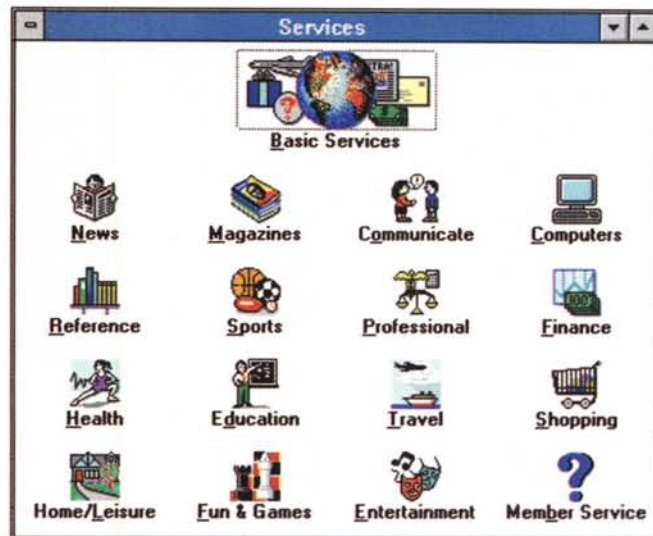 Services
Basic Services
News Magazines Communicate Computers
Reference Sports Professional Finance
Health Education Travel Shopping
Home/Leisure Fun & Games Entertainment Member Service